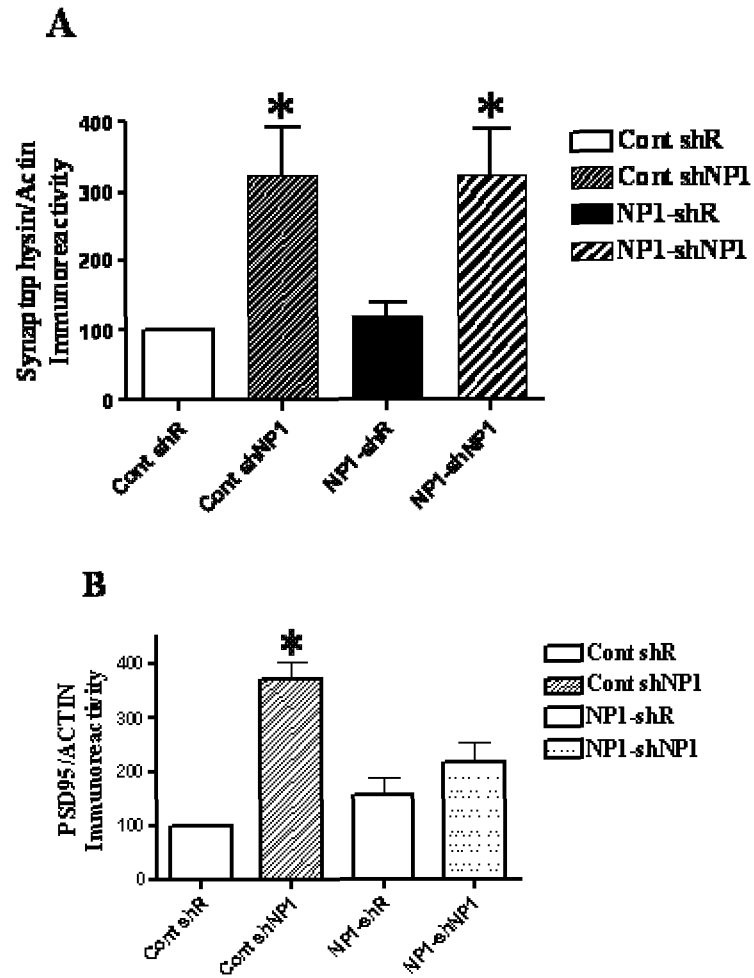 A
Synaptophysin/Actin
Immunoreactivity
400
300
200
100
0
*
*
Cont shR
Cont shNP1
NP1-shR
NP1-shNP1
Cont shR
Cont shNP1
NP1-shR
NP1-shNP1
B
PSD95/ACTIN
Immunoreactivity
400
300
200
100
0
*
Cont shR
Cont shNP1
NP1-shR
NP1-shNP1
Cont shR
Cont shNP1
NP1-shR
NP1-shNP1